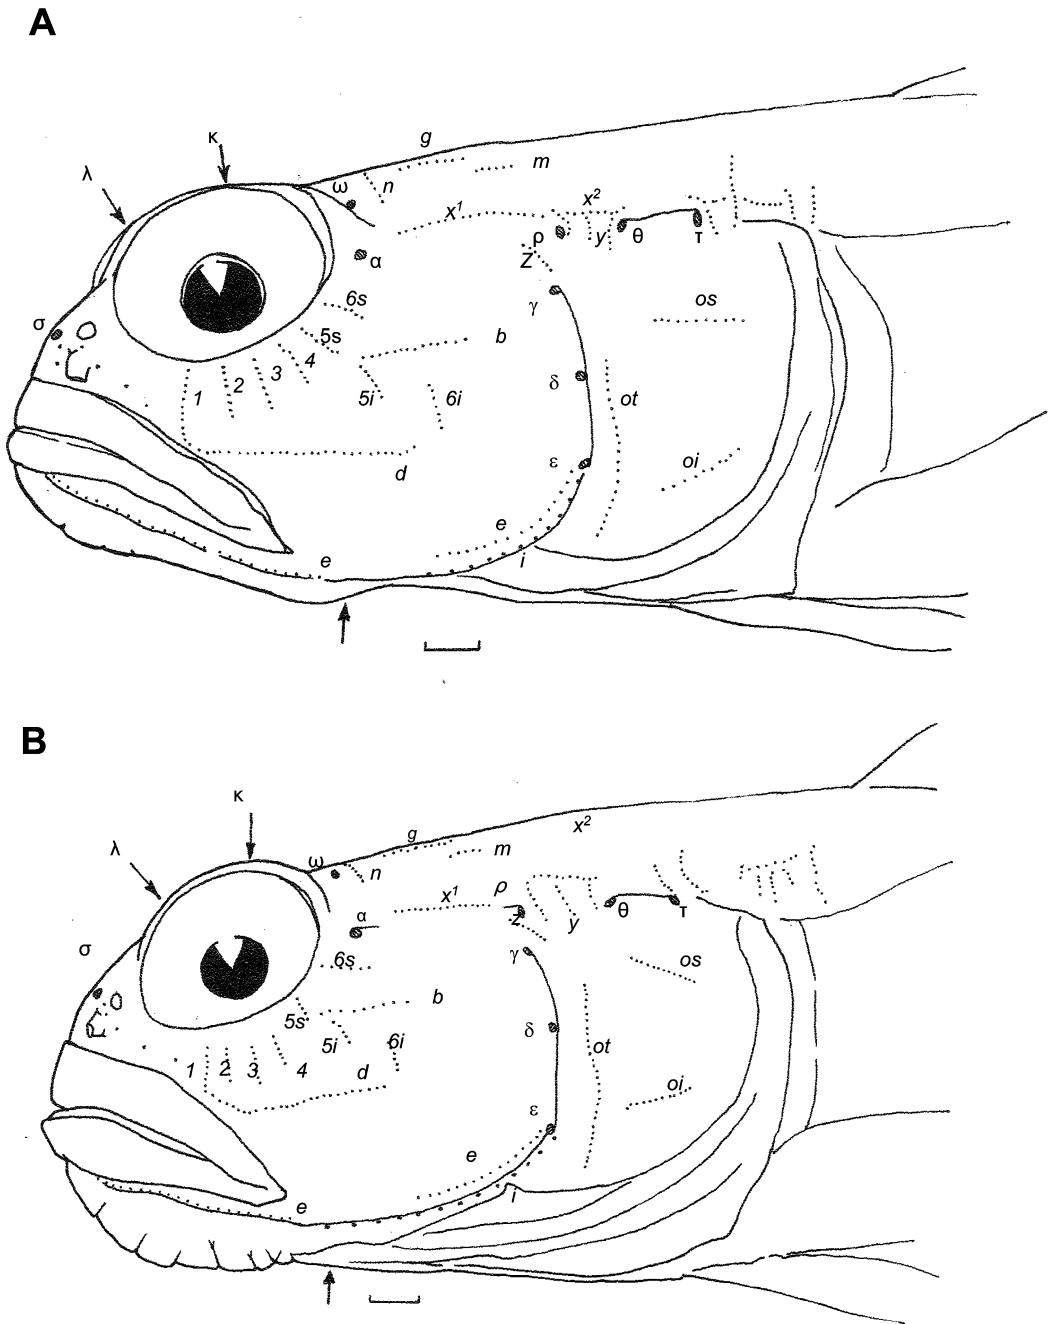 A
g
κ
m
λ
ω
n
x¹
x²
ρ
y
θ
τ
α
Z
6s
γ
os
σ
5s
b
4
3
2
1
δ
5i
6i
ot
ε
oi
d
e
e
i
B
κ
x²
g
λ
m
ω
n
ρ
x¹
α
θ
τ
z
y
σ
γ
6s
os
b
5s
δ
5i
6i
ot
1
2
3
4
d
oi
ε
e
i
e